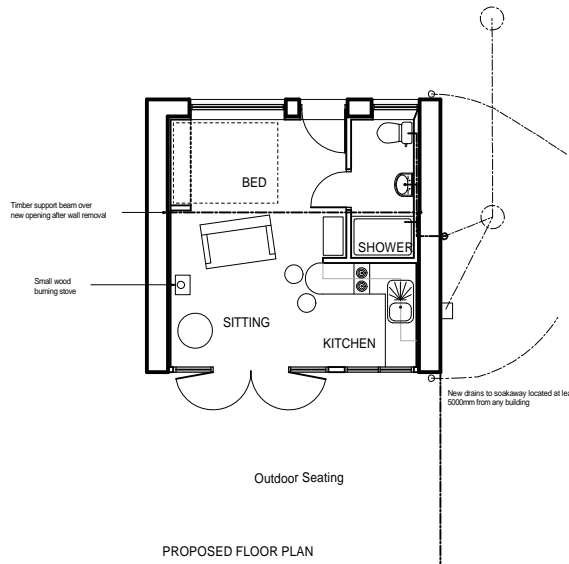 BED
Timber support beam over
new opening after wall removal
SHOWER
Small wood
burning stove
SITTING
KITCHEN
New drains to soakaway located at lea
5000mm from any building
Outdoor Seating
PROPOSED FLOOR PLAN